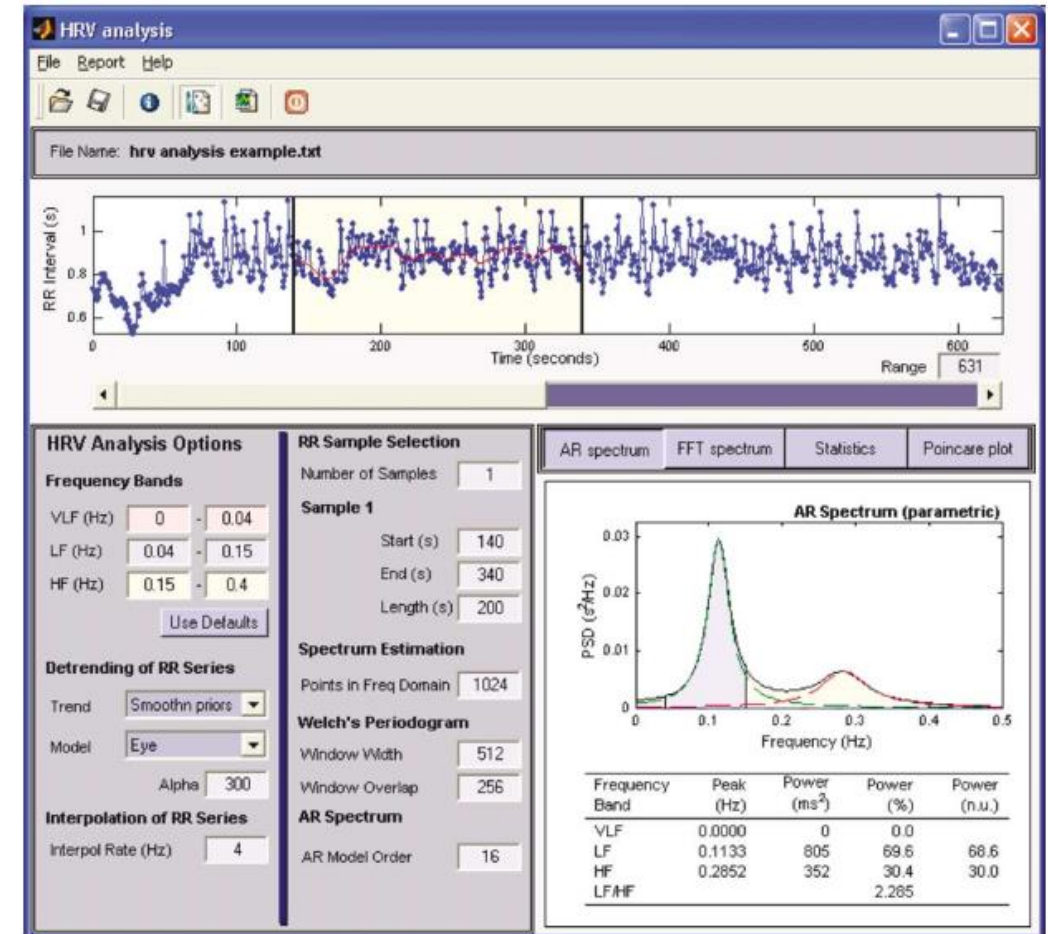 HRV analysis
File Report Help
File Name: hrv analysis example.txt
RR Interval (s)
1
0.8
0.6
0 100 200 300 400 500 600
Time (seconds)
Range 631
HRV Analysis Options
Frequency Bands
VLF (Hz) 0 - 0.04
LF (Hz) 0.04 - 0.15
HF (Hz) 0.15 - 0.4
Use Defaults
Detrending of RR Series
Trend Smoothn priors
Model Eye
Alpha 300
Interpolation of RR Series
Interpol Rate (Hz) 4
RR Sample Selection
Number of Samples 1
Sample 1
Start (s) 140
End (s) 340
Length (s) 200
Spectrum Estimation
Points in Freq Domain 1024
Welch's Periodogram
Window Width 512
Window Overlap 256
AR Spectrum
AR Model Order 16
AR spectrum FFT spectrum Statistics Poincare plot
AR Spectrum (parametric)
PSD (s²/Hz)
0.03
0.02
0.01
0
0 0.1 0.2 0.3 0.4 0.5
Frequency (Hz)
Frequency Peak Power Power Power
Band (Hz) (ms²) (%) (n.u.)
VLF 0.0000 0 0.0
LF 0.1133 805 69.6 68.6
HF 0.2852 352 30.4 30.0
LF/HF 2.285